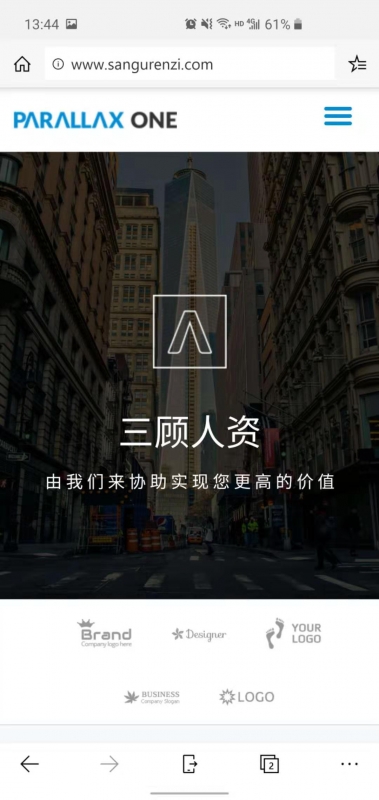 13:44 HD 4G 61%
www.sangurenzi.com
PARALLAX ONE
三顾人资
由我们来协助实现您更高的价值
Brand
Company logo here
Designer
YOUR
LOGO
BUSINESS
Company Slogan
LOGO
2